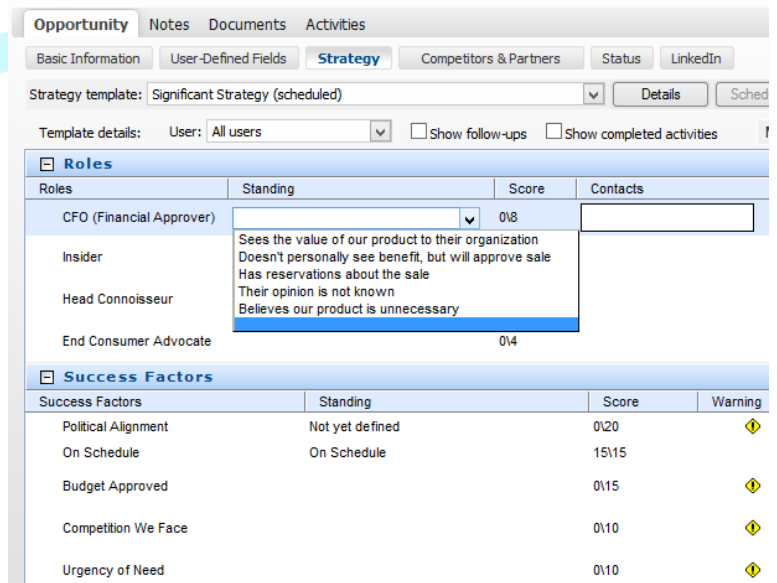 Opportunity Notes Documents Activities
Basic Information User-Defined Fields Strategy Competitors & Partners Status LinkedIn
Strategy template: Significant Strategy (scheduled) Details Sched
Template details: User: All users Show follow-ups Show completed activities
Roles
Roles Standing Score Contacts
CFO (Financial Approver) 0\8
Sees the value of our product to their organization
Doesn't personally see benefit, but will approve sale
Insider
Has reservations about the sale
Their opinion is not known
Head Connoisseur
Believes our product is unnecessary
End Consumer Advocate 0\4
Success Factors
Success Factors Standing Score Warning
Political Alignment Not yet defined 0\20
On Schedule On Schedule 15\15
Budget Approved 0\15
Competition We Face 0\10
Urgency of Need 0\10